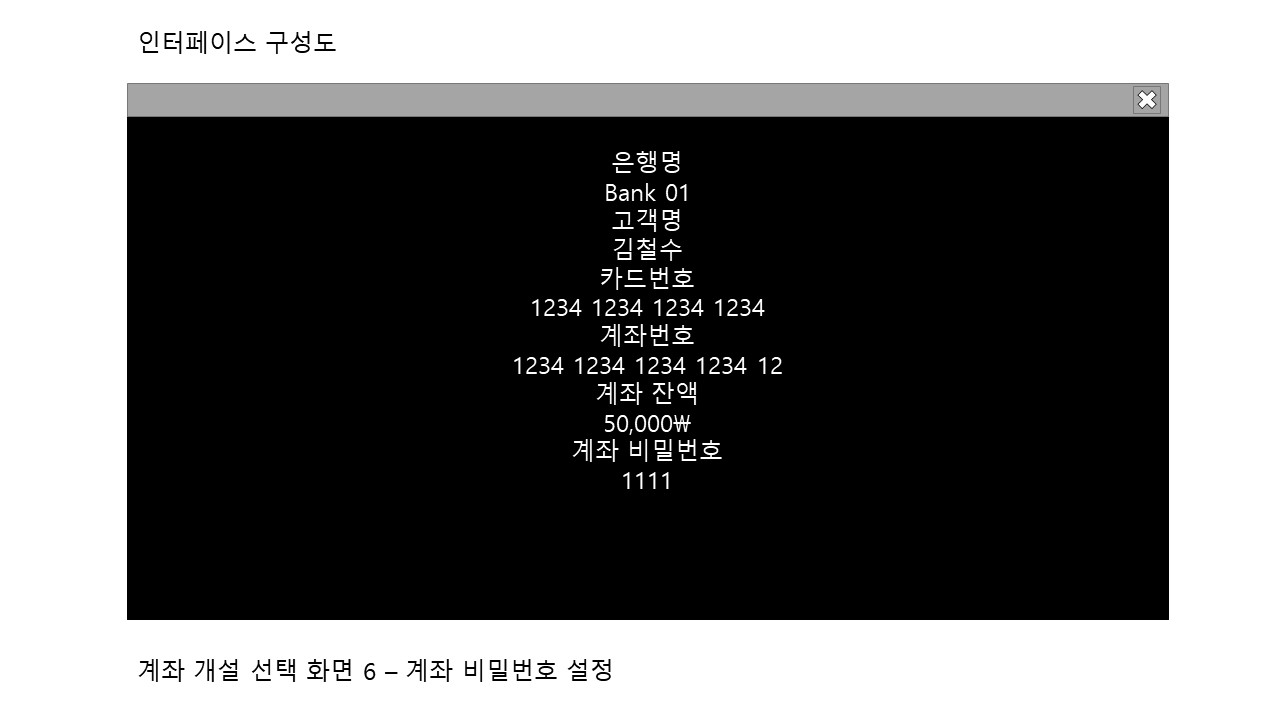 인터페이스 구성도
은행명
Bank 01
고객명
김철수
카드번호
1234 1234 1234 1234
계좌번호
1234 1234 1234 1234 12
계좌 잔액
50,000₩
계좌 비밀번호
1111
계좌 개설 선택 화면 6 – 계좌 비밀번호 설정